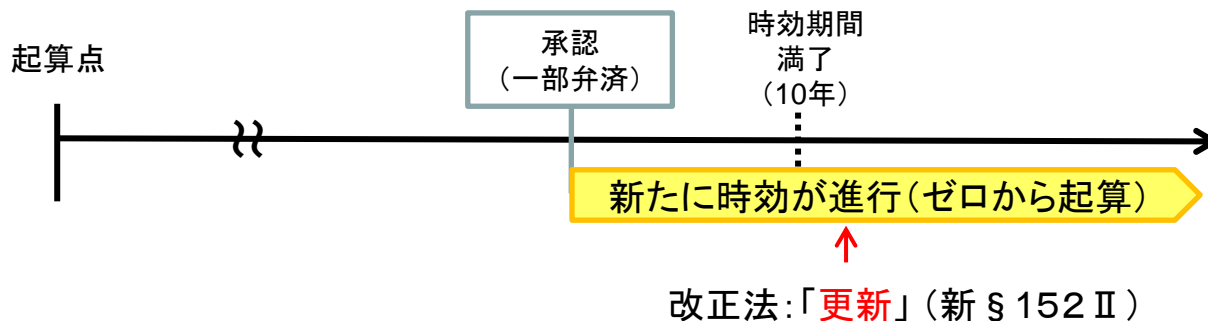 起算点
承認
（一部弁済）
時効期間
満了
（10年）
新たに時効が進行（ゼロから起算）
改正法：「更新」（新§152Ⅱ）